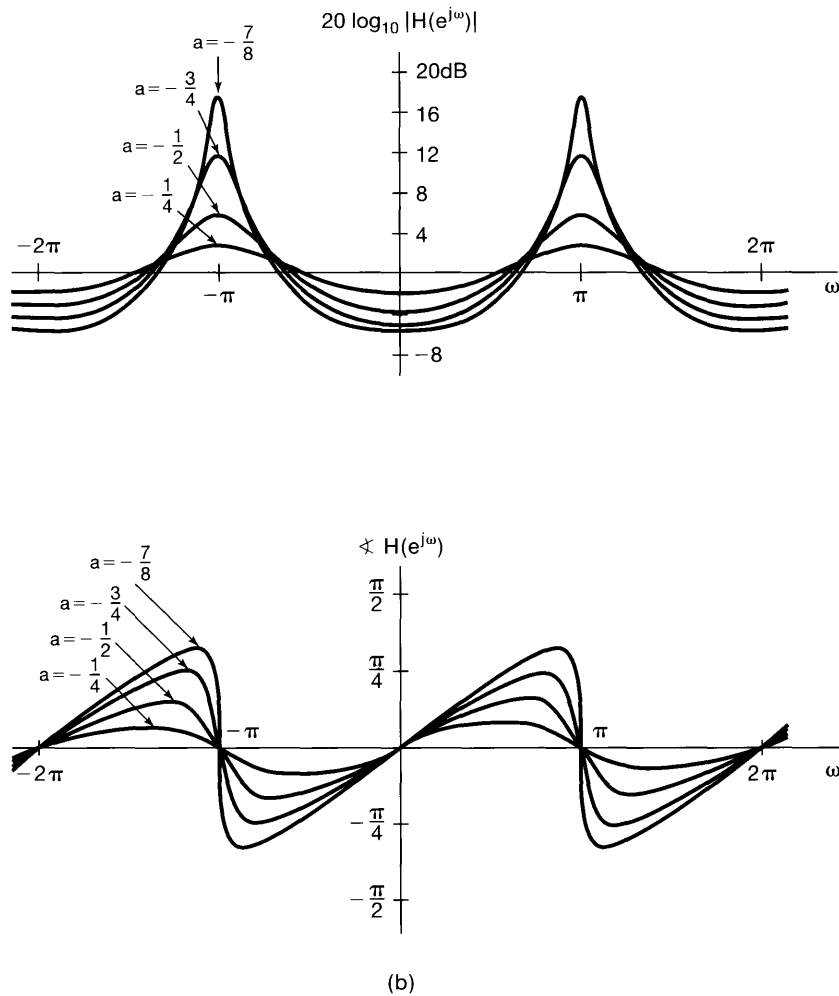 20 log₁₀ |H(e^{jω})|
a = − 7/8
20dB
a = − 3/4
16
a = − 1/2
12
a = − 1/4
8
4
−2π
2π
−π
π
ω
−8
∢ H(e^{jω})
a = − 7/8
π/2
a = − 3/4
a = − 1/2
π/4
a = − 1/4
−π
π
−2π
2π
ω
− π/4
− π/2
(b)